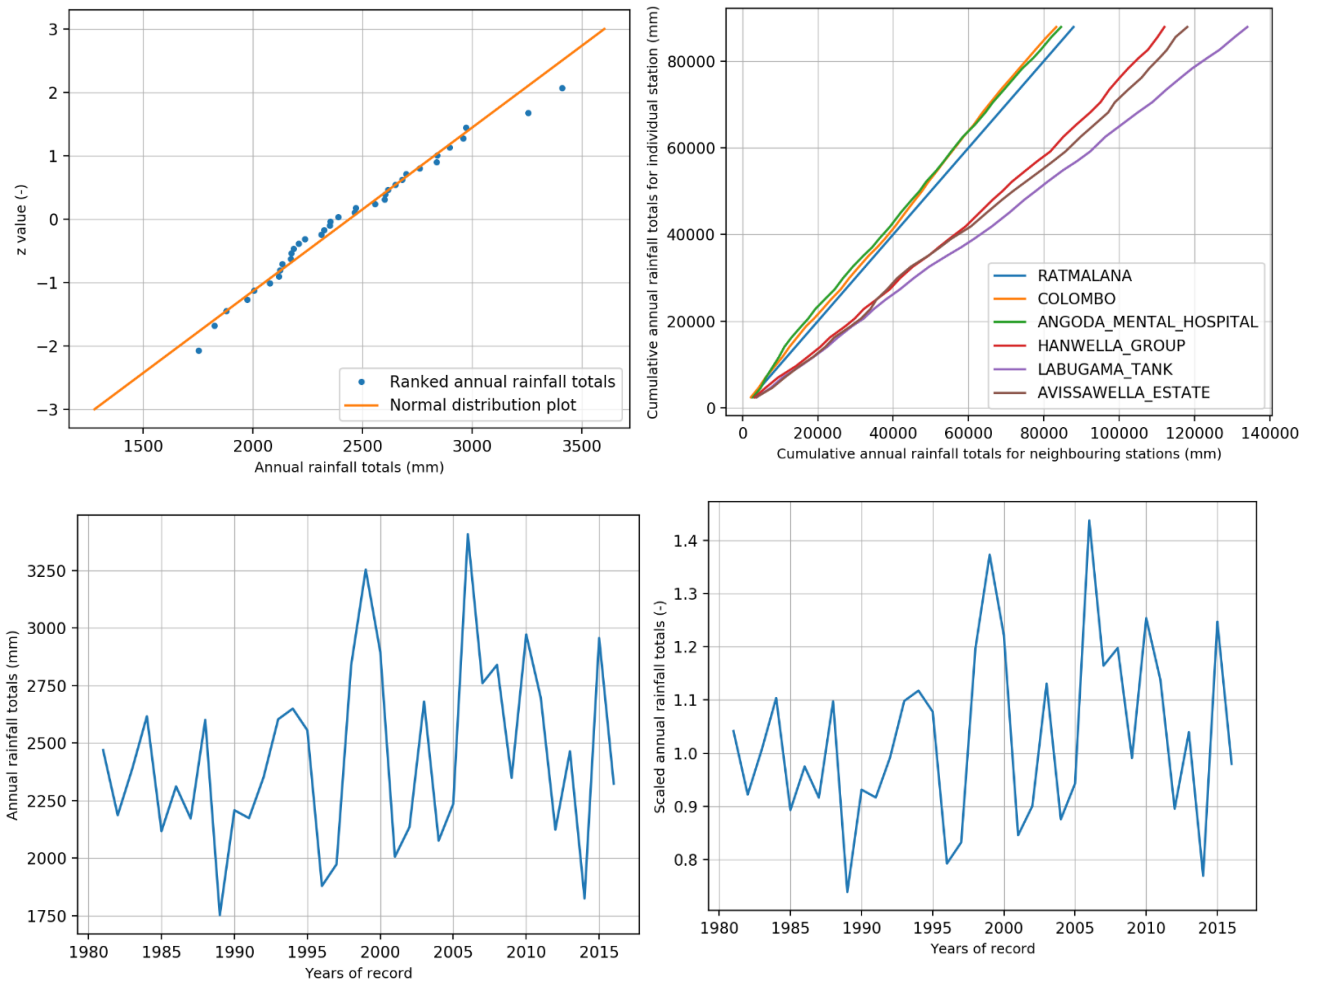 3
2
1
0
−1
−2
−3
z value (-)
Ranked annual rainfall totals
Normal distribution plot
1500 2000 2500 3000 3500
Annual rainfall totals (mm)
80000
60000
40000
20000
0
Cumulative annual rainfall totals for individual station (mm)
RATMALANA
COLOMBO
ANGODA_MENTAL_HOSPITAL
HANWELLA_GROUP
LABUGAMA_TANK
AVISSAWELLA_ESTATE
0 20000 40000 60000 80000 100000 120000 140000
Cumulative annual rainfall totals for neighbouring stations (mm)
3250
3000
2750
2500
2250
2000
1750
Annual rainfall totals (mm)
1980 1985 1990 1995 2000 2005 2010 2015
Years of record
1.4
1.3
1.2
1.1
1.0
0.9
0.8
Scaled annual rainfall totals (-)
1980 1985 1990 1995 2000 2005 2010 2015
Years of record